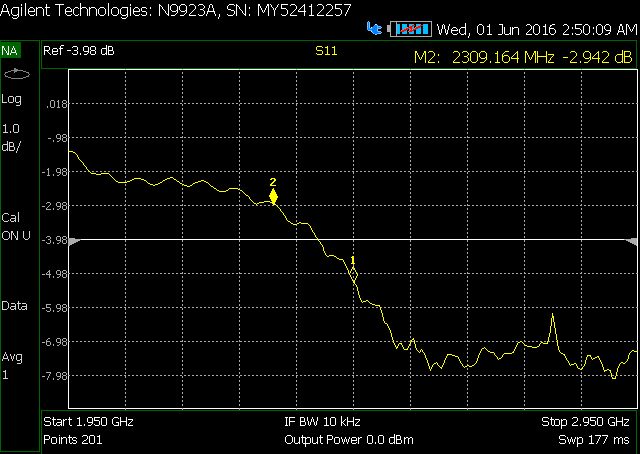 Agilent Technologies: N9923A, SN: MY52412257
Wed, 01 Jun 2016 2:50:09 AM
NA
Ref -3.98 dB
S11
M2: 2309.164 MHz -2.942 dB
Log
1.0
dB/
Cal
ON U
Data
Avg
1
.018
-.98
-1.98
-2.98
-3.98
-4.98
-5.98
-6.98
-7.98
2
1
Start 1.950 GHz
IF BW 10 kHz
Stop 2.950 GHz
Points 201
Output Power 0.0 dBm
Swp 177 ms